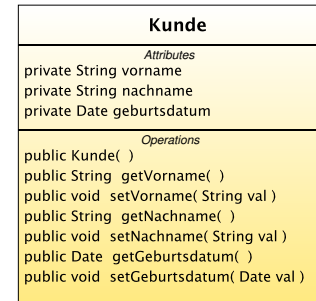 Kunde
Attributes
private String vorname
private String nachname
private Date geburtsdatum
Operations
public Kunde( )
public String getVorname( )
public void setVorname( String val )
public String getNachname( )
public void setNachname( String val )
public Date getGeburtsdatum( )
public void setGeburtsdatum( Date val )